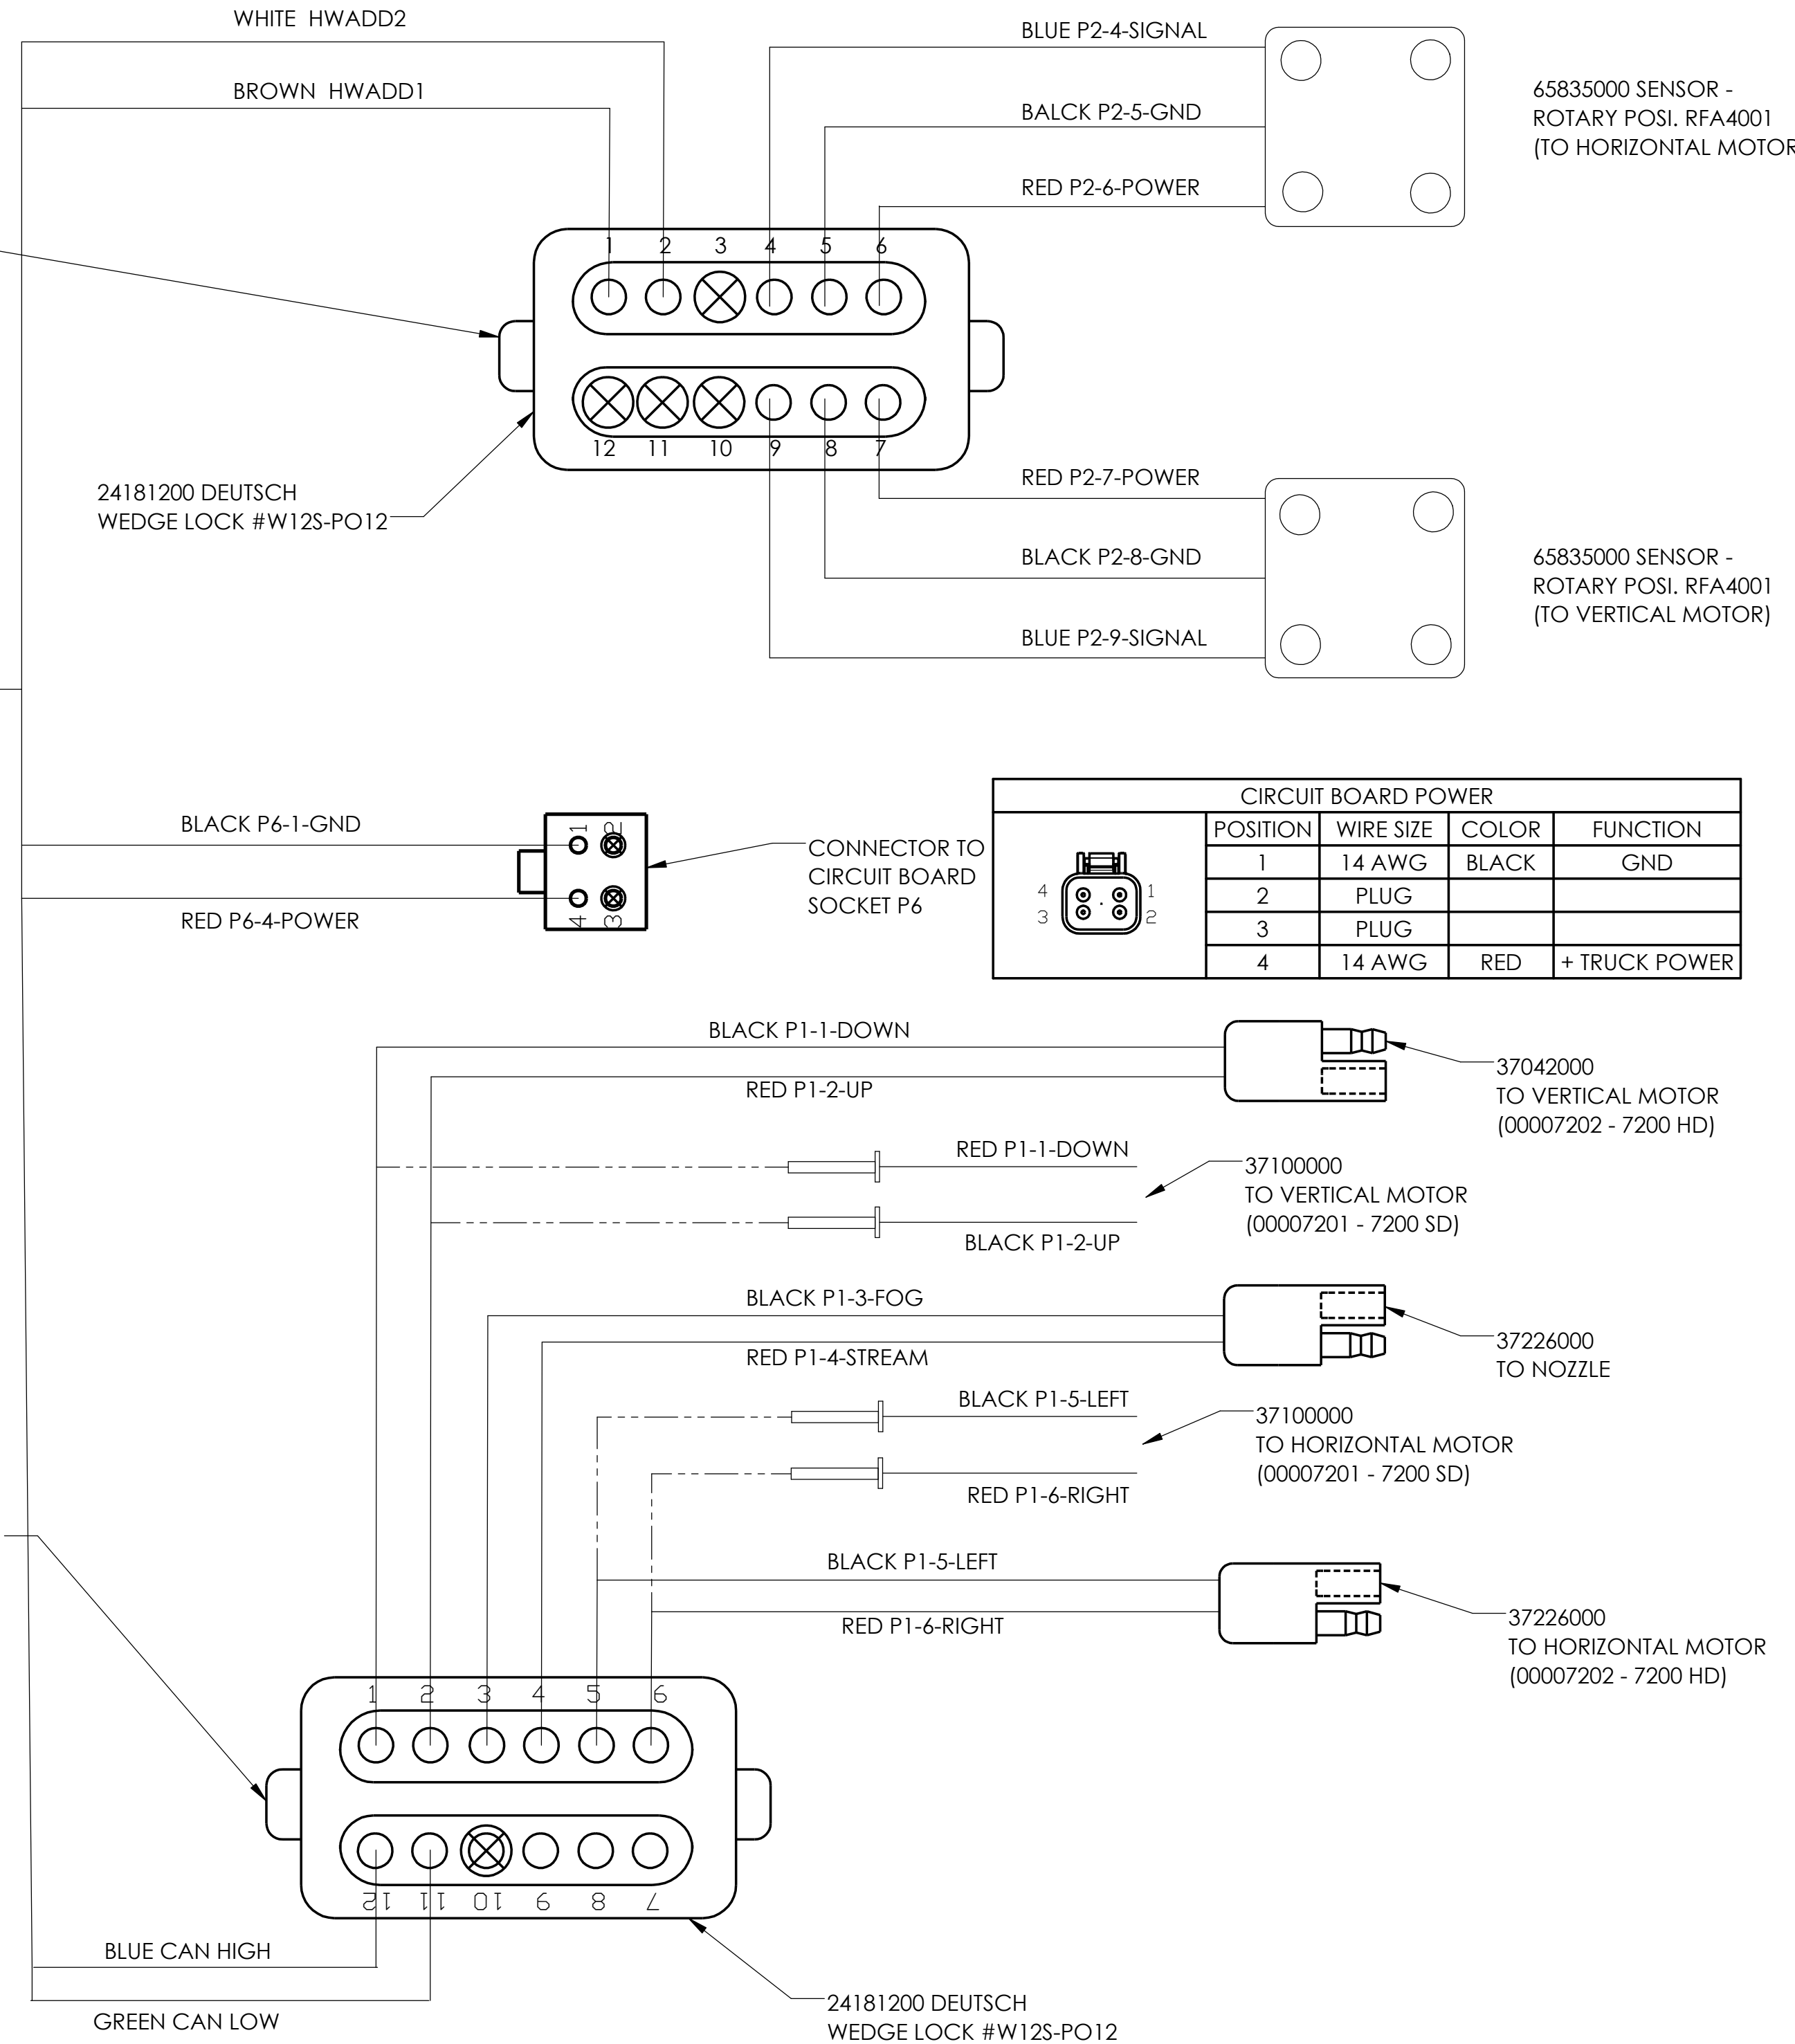 WHITE  HWADD2
BROWN  HWADD1
BLUE P2-4-SIGNAL
BALCK P2-5-GND
RED P2-6-POWER
65835000 SENSOR -
ROTARY POSI. RFA4001
(TO HORIZONTAL MOTOR
1 2 3 4 5 6
12 11 10 9 8 7
24181200 DEUTSCH
WEDGE LOCK #W12S-PO12
RED P2-7-POWER
BLACK P2-8-GND
BLUE P2-9-SIGNAL
65835000 SENSOR -
ROTARY POSI. RFA4001
(TO VERTICAL MOTOR)
BLACK P6-1-GND
RED P6-4-POWER
1 2
4 3
CONNECTOR TO
CIRCUIT BOARD
SOCKET P6
CIRCUIT BOARD POWER
POSITION WIRE SIZE COLOR FUNCTION
1 14 AWG BLACK GND
2 PLUG
3 PLUG
4 14 AWG RED + TRUCK POWER
4 1
3 2
BLACK P1-1-DOWN
RED P1-2-UP
37042000
TO VERTICAL MOTOR
(00007202 - 7200 HD)
RED P1-1-DOWN
BLACK P1-2-UP
37100000
TO VERTICAL MOTOR
(00007201 - 7200 SD)
BLACK P1-3-FOG
RED P1-4-STREAM
37226000
TO NOZZLE
BLACK P1-5-LEFT
RED P1-6-RIGHT
37100000
TO HORIZONTAL MOTOR
(00007201 - 7200 SD)
BLACK P1-5-LEFT
RED P1-6-RIGHT
37226000
TO HORIZONTAL MOTOR
(00007202 - 7200 HD)
1 2 3 4 5 6
12 11 10 9 8 7
BLUE CAN HIGH
GREEN CAN LOW
24181200 DEUTSCH
WEDGE LOCK #W12S-PO12